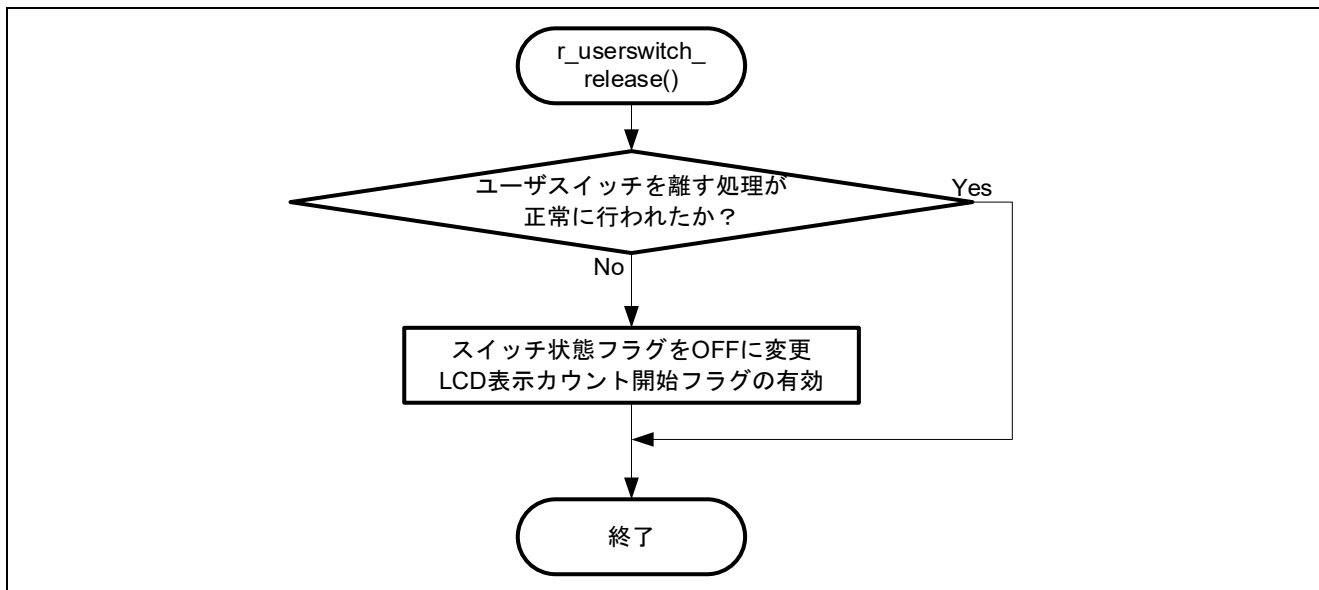 r_userswitch_
release()
ユーザスイッチを離す処理が
正常に行われたか？
Yes
No
スイッチ状態フラグをOFFに変更
LCD表示カウント開始フラグの有効
終了